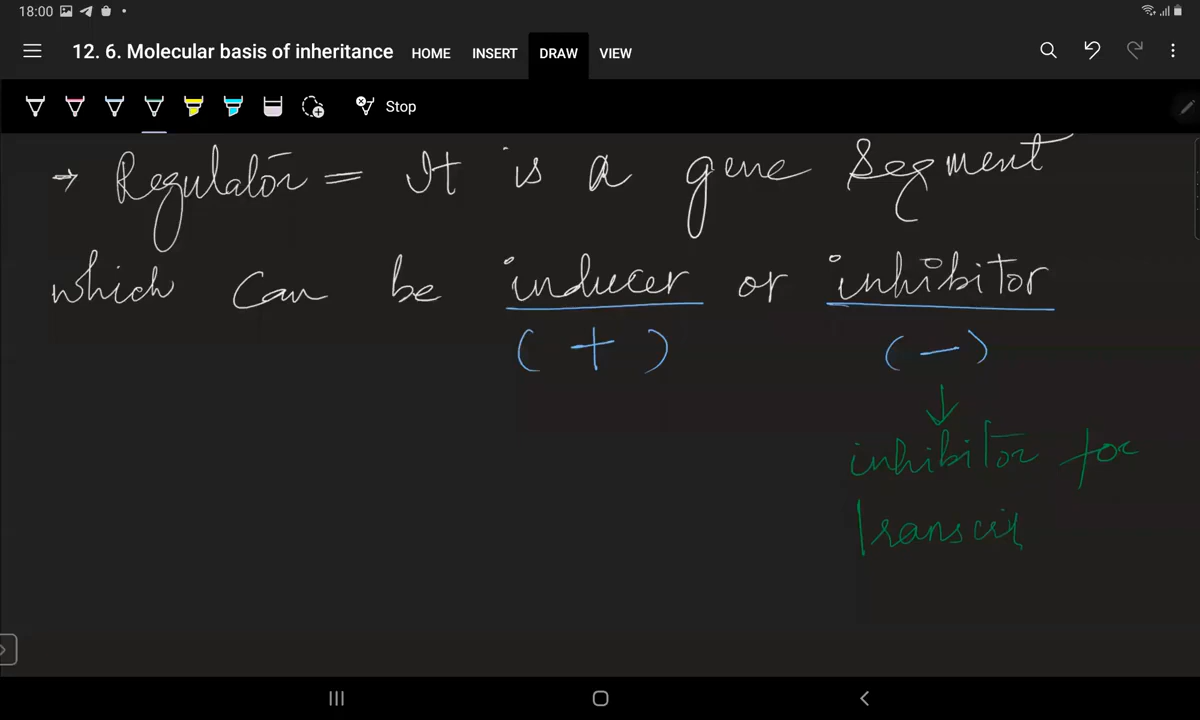 18:00
12. 6. Molecular basis of inheritance HOME INSERT DRAW VIEW
Stop
→ Regulator = It is a gene segment
which can be inducer or inhibitor
( + ) ( − )
↓
inhibitor for
transcri